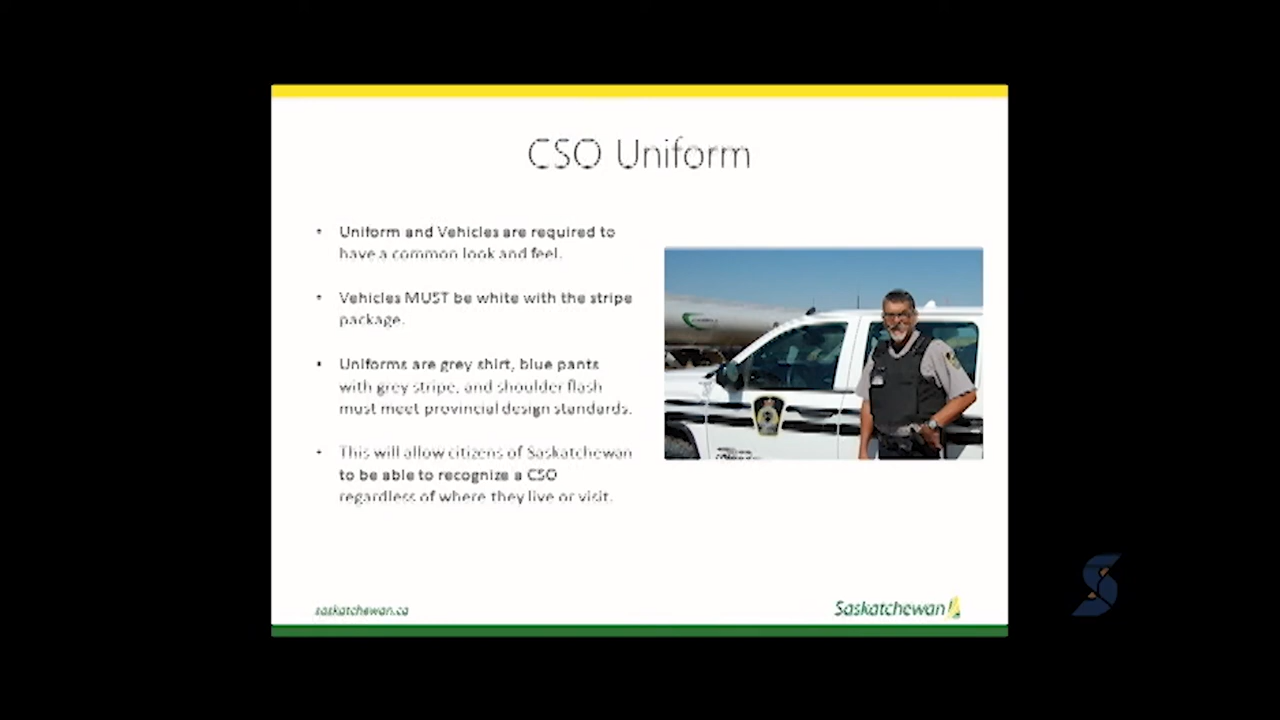 CSO Uniform
• Uniform and Vehicles are required to
have a common look and feel.
• Vehicles MUST be white with the stripe
package.
• Uniforms are grey shirt, blue pants
with grey stripe, and shoulder flash
must meet provincial design standards.
• This will allow citizens of Saskatchewan
to be able to recognize a CSO
regardless of where they live or visit.
saskatchewan.ca
Saskatchewan